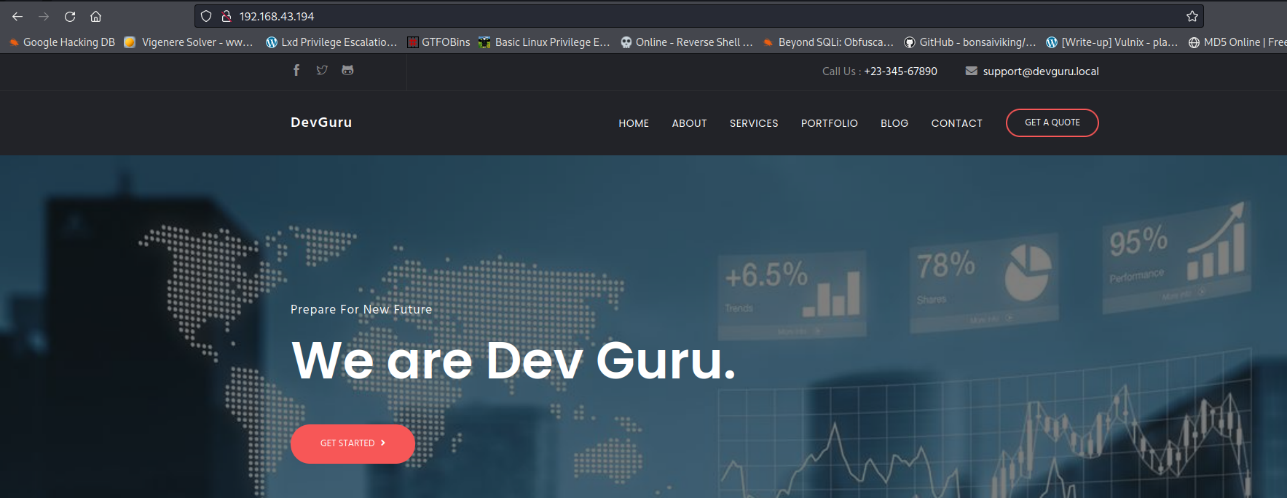 192.168.43.194
Google Hacking DB Vigenere Solver - ww… Lxd Privilege Escalatio… GTFOBins Basic Linux Privilege E… Online - Reverse Shell … Beyond SQLi: Obfusca… GitHub - bonsaiviking/… [Write-up] Vulnix - pla… MD5 Online | Free
Call Us : +23-345-67890 support@devguru.local
DevGuru HOME ABOUT SERVICES PORTFOLIO BLOG CONTACT GET A QUOTE
95%
Performance
+6.5%
Trends
78%
Shares
More info
Prepare For New Future
We are Dev Guru.
GET STARTED